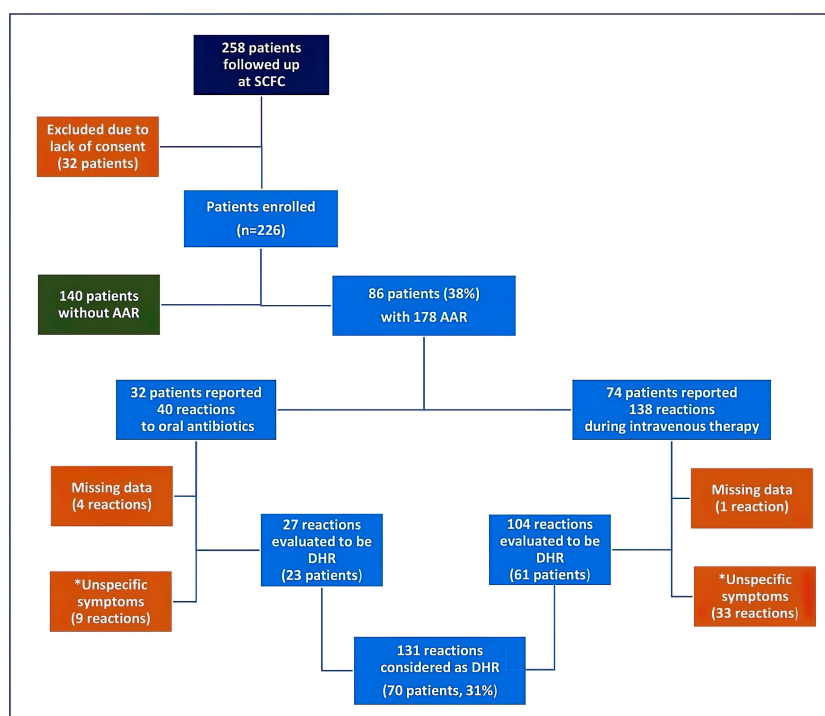 258 patients
followed up
at SCFC
Excluded due to
lack of consent
(32 patients)
Patients enrolled
(n=226)
140 patients
without AAR
86 patients (38%)
with 178 AAR
32 patients reported
40 reactions
to oral antibiotics
74 patients reported
138 reactions
during intravenous therapy
Missing data
(4 reactions)
Missing data
(1 reaction)
27 reactions
evaluated to be
DHR
(23 patients)
104 reactions
evaluated to be
DHR
(61 patients)
*Unspecific
symptoms
(9 reactions)
*Unspecific
symptoms
(33 reactions)
131 reactions
considered as DHR
(70 patients, 31%)